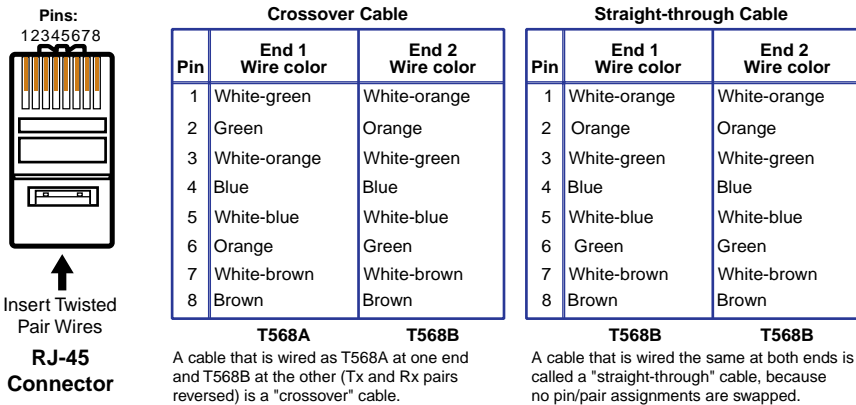 Pins:
12345678
Insert Twisted
Pair Wires
RJ-45
Connector
Crossover Cable
Pin End 1 Wire color End 2 Wire color
1 White-green White-orange
2 Green Orange
3 White-orange White-green
4 Blue Blue
5 White-blue White-blue
6 Orange Green
7 White-brown White-brown
8 Brown Brown
T568A T568B
A cable that is wired as T568A at one end
and T568B at the other (Tx and Rx pairs
reversed) is a "crossover" cable.
Straight-through Cable
Pin End 1 Wire color End 2 Wire color
1 White-orange White-orange
2 Orange Orange
3 White-green White-green
4 Blue Blue
5 White-blue White-blue
6 Green Green
7 White-brown White-brown
8 Brown Brown
T568B T568B
A cable that is wired the same at both ends is
called a "straight-through" cable, because
no pin/pair assignments are swapped.